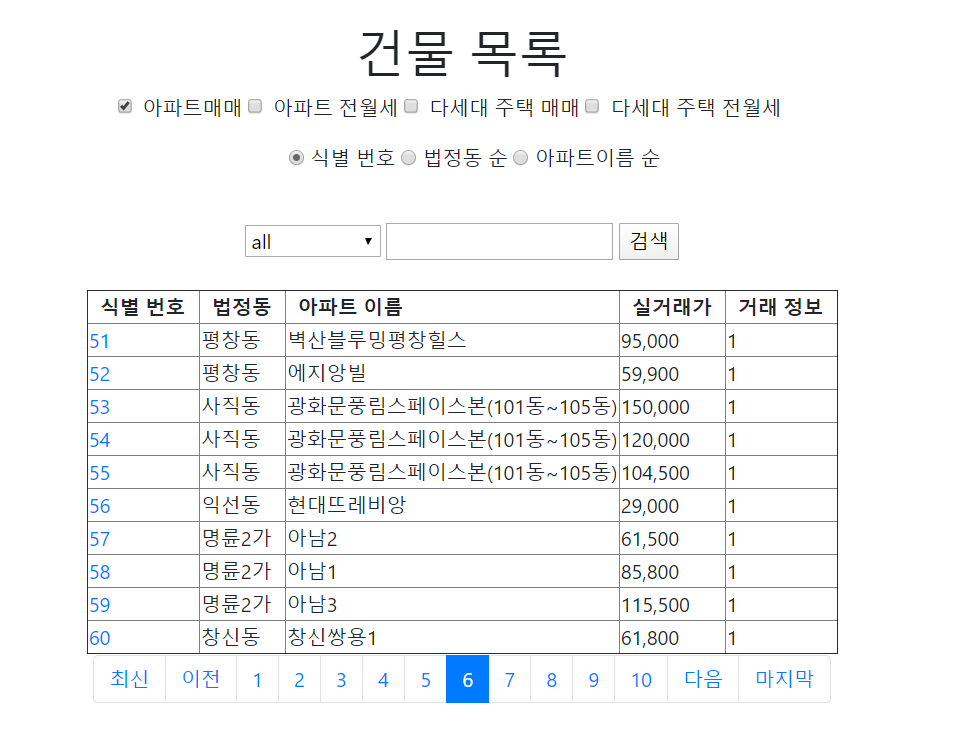 건물 목록
아파트매매 아파트 전월세 다세대 주택 매매 다세대 주택 전월세
식별 번호 법정동 순 아파트이름 순
all 검색
식별 번호 법정동 아파트 이름 실거래가 거래 정보
51 평창동 벽산블루밍평창힐스 95,000 1
52 평창동 에지앙빌 59,900 1
53 사직동 광화문풍림스페이스본(101동~105동) 150,000 1
54 사직동 광화문풍림스페이스본(101동~105동) 120,000 1
55 사직동 광화문풍림스페이스본(101동~105동) 104,500 1
56 익선동 현대뜨레비앙 29,000 1
57 명륜2가 아남2 61,500 1
58 명륜2가 아남1 85,800 1
59 명륜2가 아남3 115,500 1
60 창신동 창신쌍용1 61,800 1
최신 이전 1 2 3 4 5 6 7 8 9 10 다음 마지막